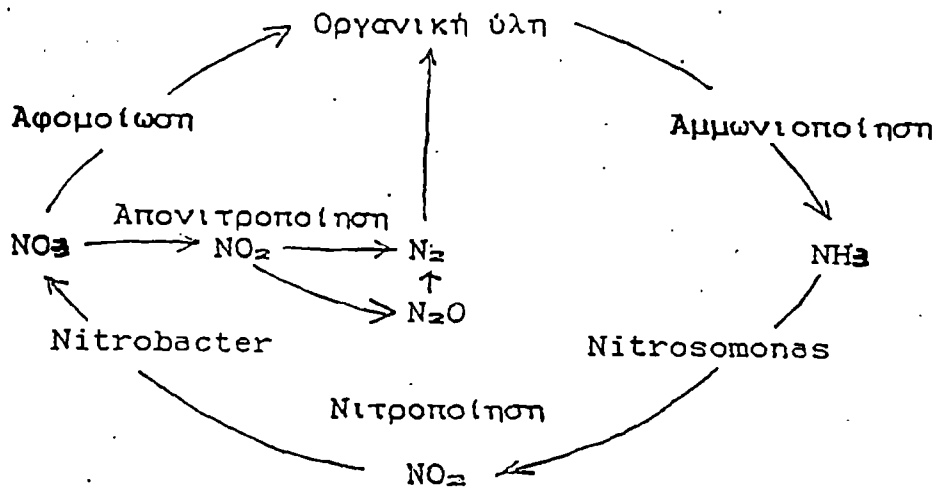 Οργανική ύλη
Αφομοίωση
Αμμωνιοποίηση
Απονιτροποίηση
NO₃
NO₂
N₂
NH₃
N₂O
Nitrobacter
Nitrosomonas
Νιτροποίηση
NO₂